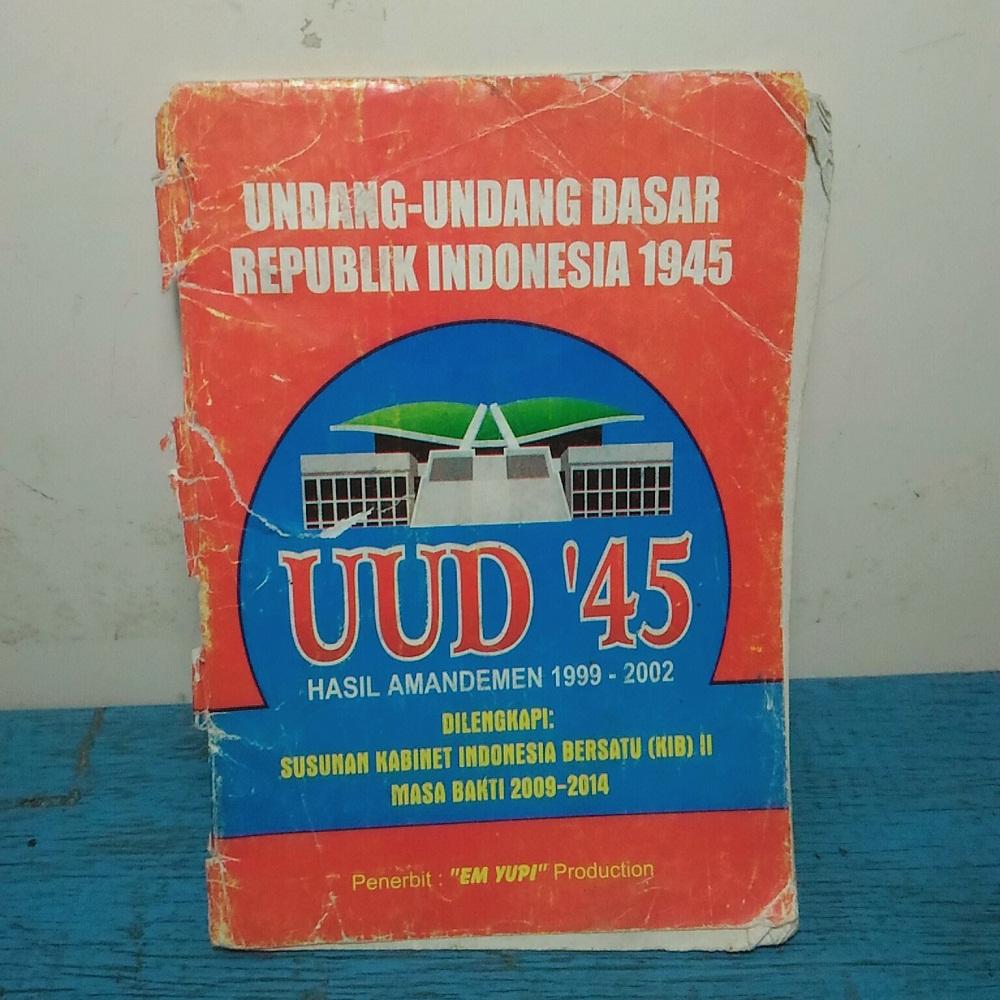 UNDANG-UNDANG DASAR
REPUBLIK INDONESIA 1945
UUD '45
HASIL AMANDEMEN 1999 - 2002
DILENGKAPI:
SUSUNAN KABINET INDONESIA BERSATU (KIB) II
MASA BAKTI 2009-2014
Penerbit : "EM YUPI" Production